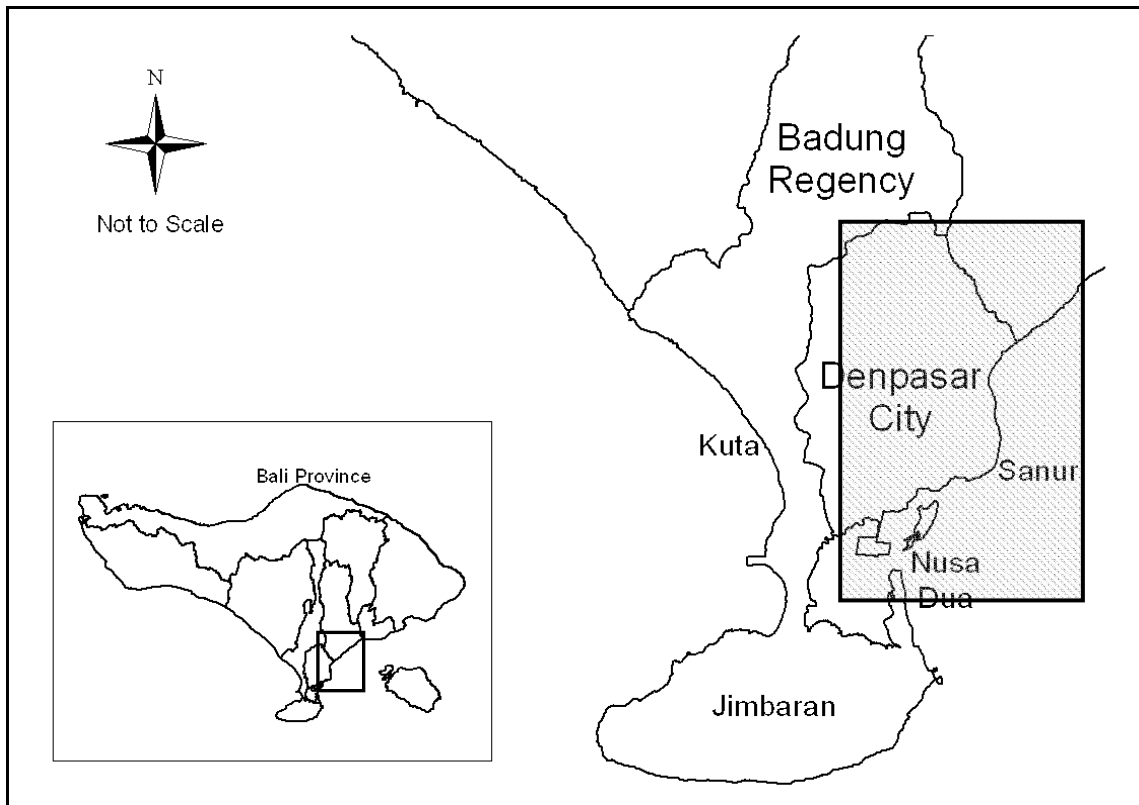 N
Not to Scale
Badung
Regency
Denpasar
City
Kuta
Sanur
Nusa
Dua
Jimbaran
Bali Province